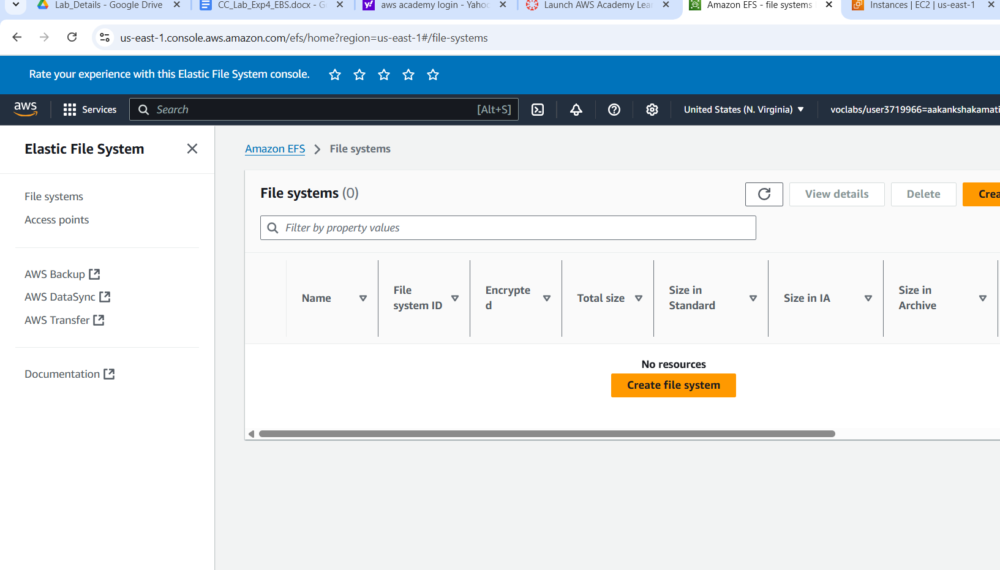 Lab_Details - Google Drive
CC_Lab_Exp4_EBS.docx - G
aws academy login - Yahoo
Launch AWS Academy Lear
Amazon EFS - file systems
Instances | EC2 | us-east-1
us-east-1.console.aws.amazon.com/efs/home?region=us-east-1#/file-systems
Rate your experience with this Elastic File System console.
aws
Services
Search
[Alt+S]
United States (N. Virginia)
voclabs/user3719966=aakankshakamati
Elastic File System
Amazon EFS
File systems
File systems
Access points
AWS Backup
AWS DataSync
AWS Transfer
Documentation
File systems (0)
View details
Delete
Crea
Filter by property values
Name
File
system ID
Encrypte
d
Total size
Size in
Standard
Size in IA
Size in
Archive
No resources
Create file system